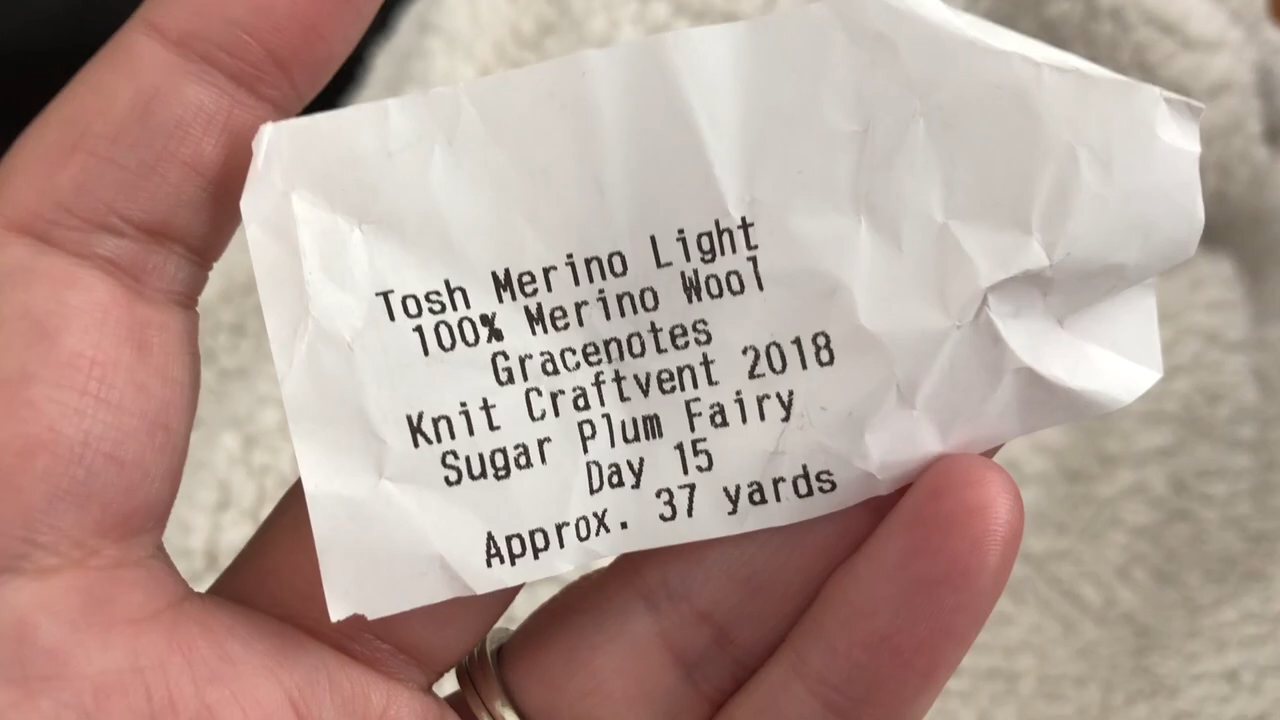 Tosh Merino Light
100% Merino Wool
Gracenotes
Knit Craftvent 2018
Sugar Plum Fairy
Day 15
Approx. 37 yards